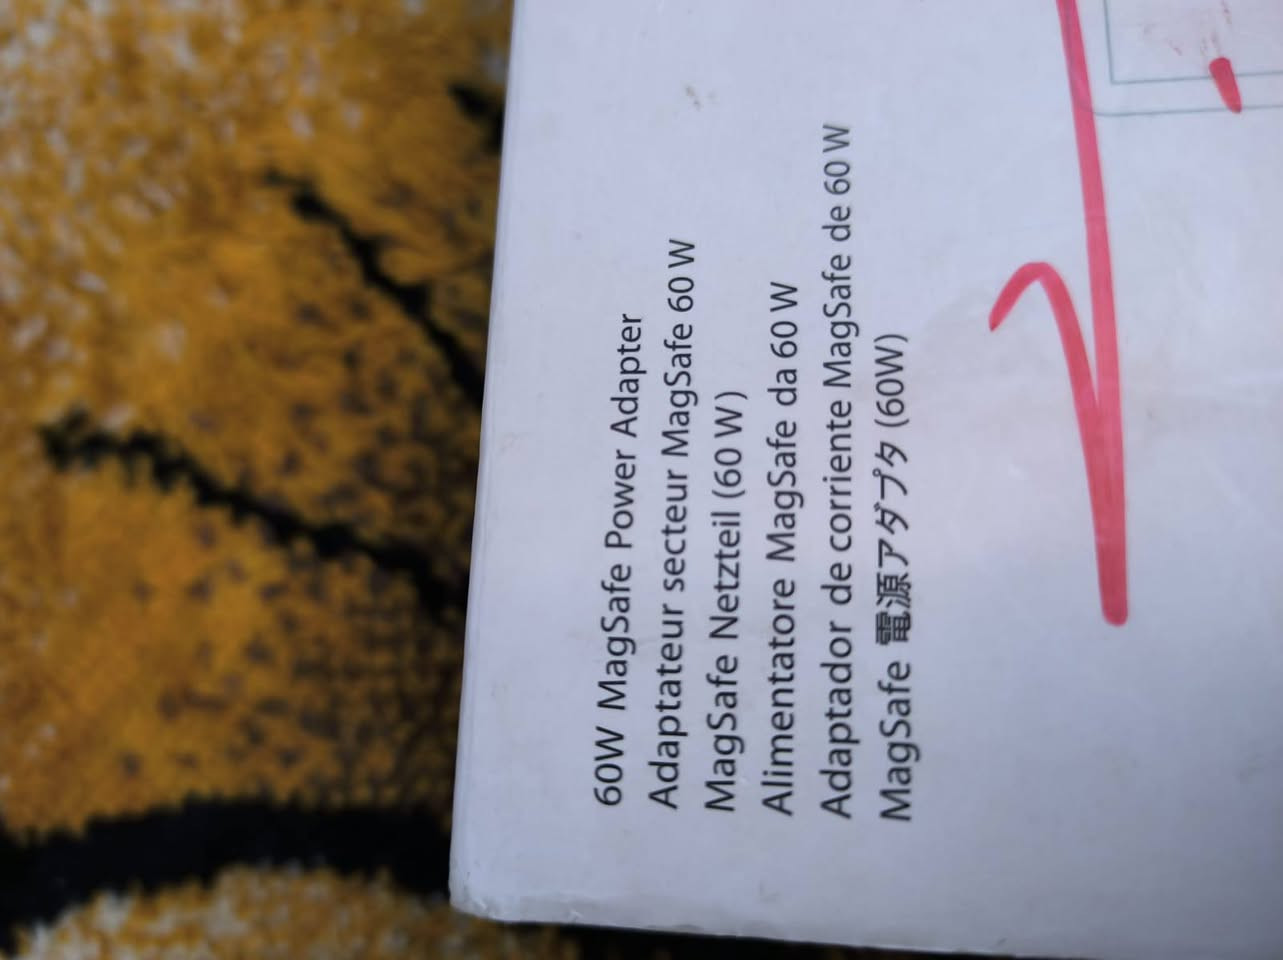 60W MagSafe Power Adapter
Adaptateur secteur MagSafe 60 W
MagSafe Netzteil (60 W)
Alimentatore MagSafe da 60 W
Adaptador de corriente MagSafe de 60 W
MagSafe 電源アダプタ (60W)